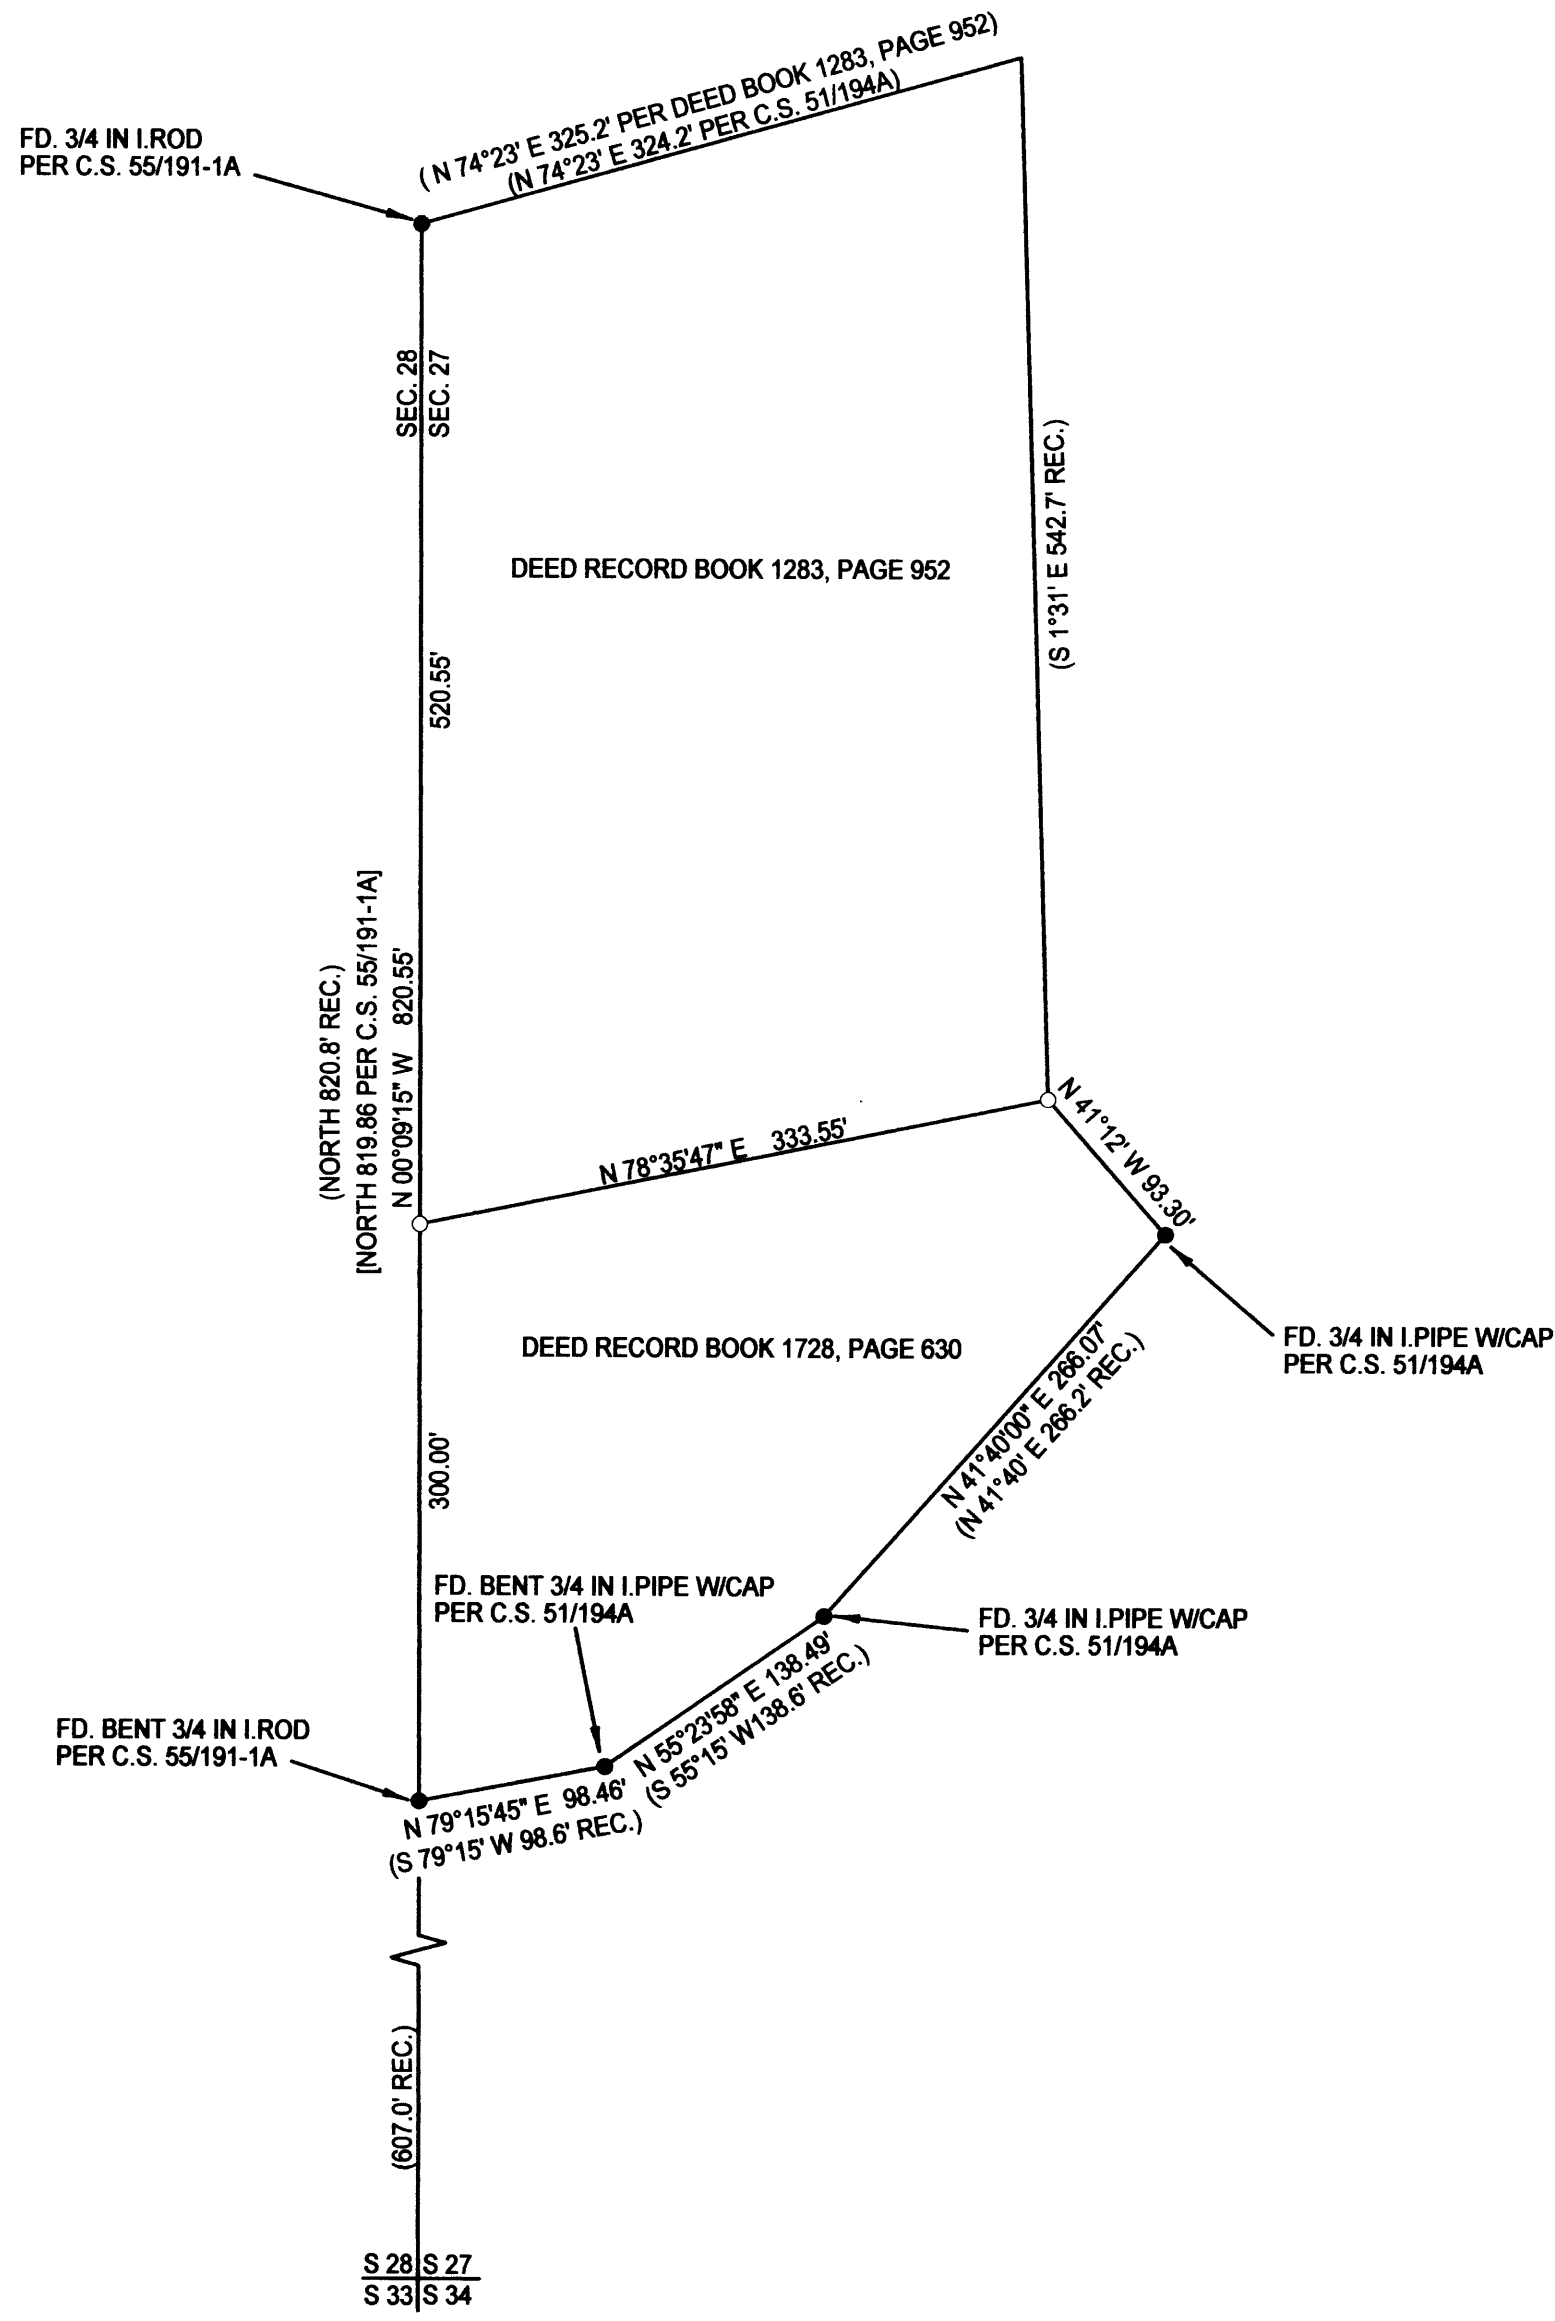 ( N 74°23' E 325.2' PER DEED BOOK 1283, PAGE 952)
(N 74°23' E 324.2' PER C.S. 51/194A)
FD. 3/4 IN I.ROD
PER C.S. 55/191-1A
SEC. 28
SEC. 27
(S 1°31' E 542.7' REC.)
DEED RECORD BOOK 1283, PAGE 952
520.55'
(NORTH 820.8' REC.)
[NORTH 819.86 PER C.S. 55/191-1A]
N 00°09'15" W 820.55'
N 78°35'47" E 333.55'
N 41°12' W 93.30'
FD. 3/4 IN I.PIPE W/CAP
PER C.S. 51/194A
DEED RECORD BOOK 1728, PAGE 630
N 41°40'00" E 266.07'
(N 41°40' E 266.2' REC.)
300.00'
FD. BENT 3/4 IN I.PIPE W/CAP
PER C.S. 51/194A
FD. 3/4 IN I.PIPE W/CAP
PER C.S. 51/194A
N 55°23'58" E 138.49'
(S 55°15' W138.6' REC.)
FD. BENT 3/4 IN I.ROD
PER C.S. 55/191-1A
N 79°15'45" E 98.46'
(S 79°15' W 98.6' REC.)
(607.0' REC.)
S 28 S 27
S 33 S 34